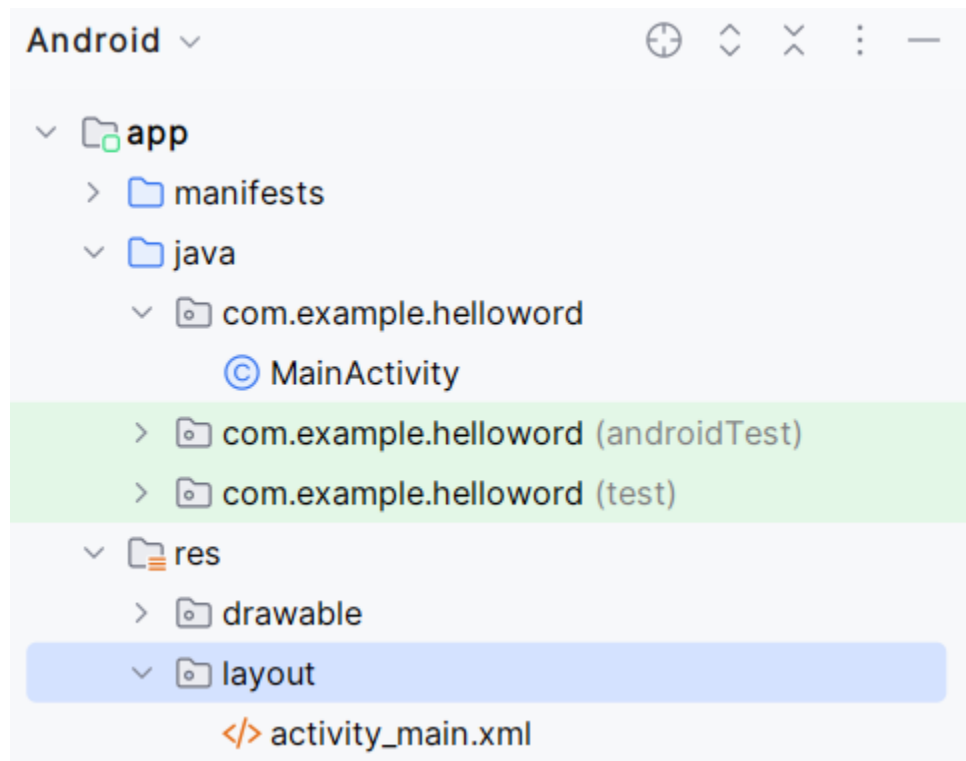 Android
app
manifests
java
com.example.helloword
MainActivity
com.example.helloword (androidTest)
com.example.helloword (test)
res
drawable
layout
activity_main.xml